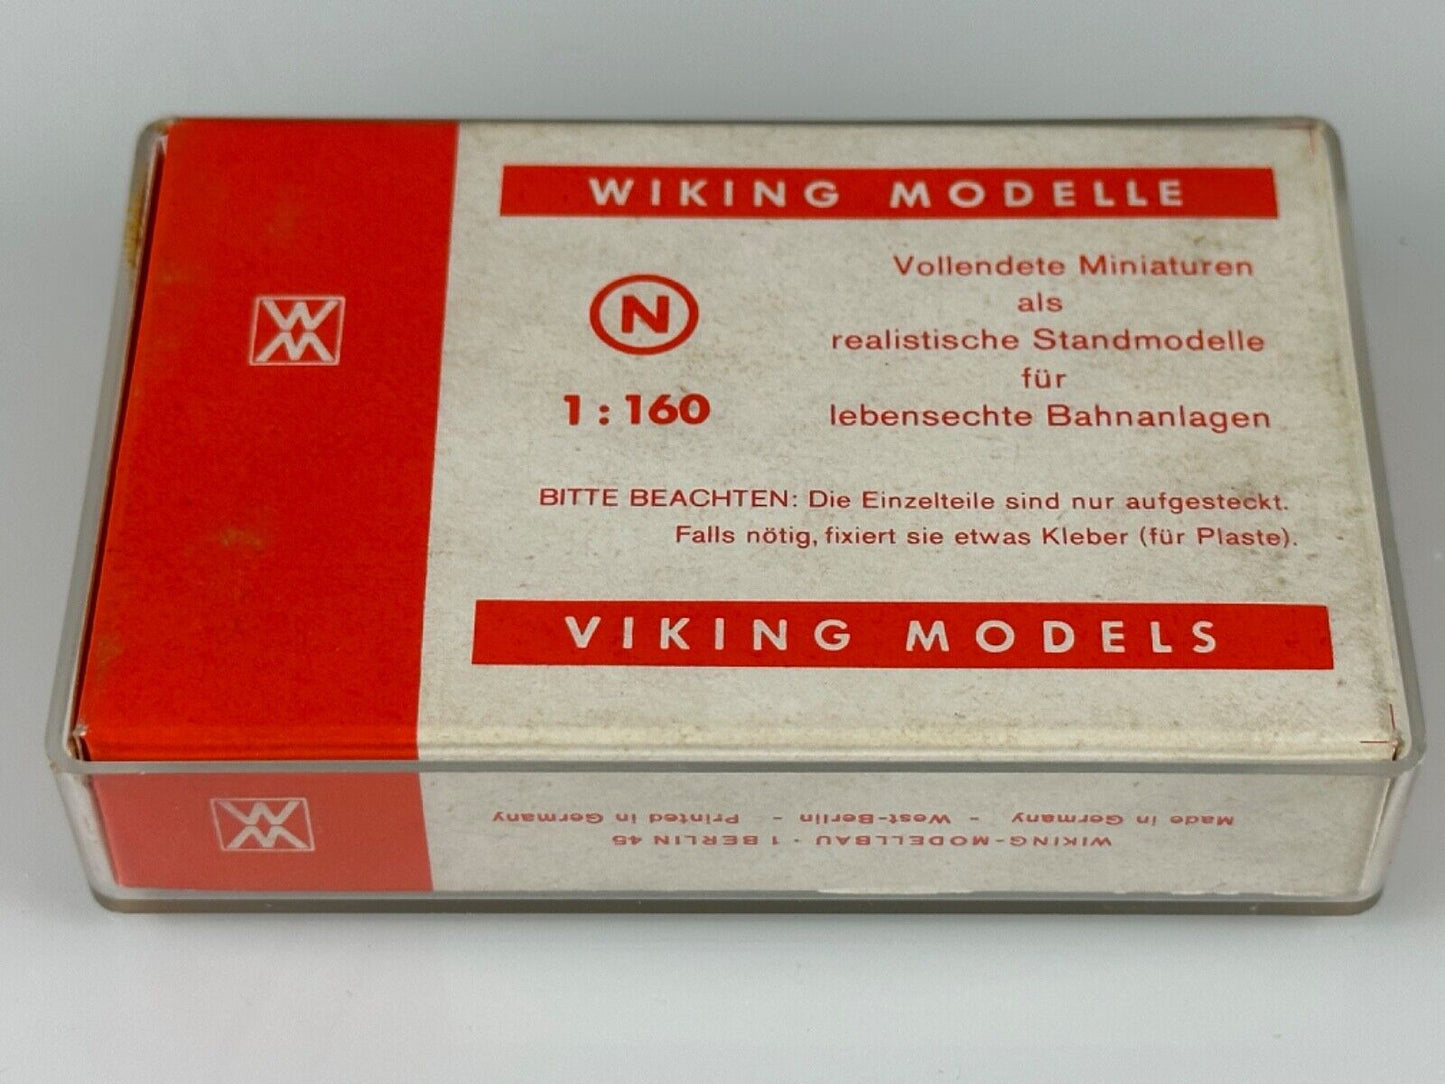 WIKING MODELLE
Vollendete Miniaturen
als
realistische Standmodelle
für
lebensechte Bahnanlagen
N
1:160
BITTE BEACHTEN: Die Einzelteile sind nur aufgesteckt.
Falls nötig, fixiert sie etwas Kleber (für Plaste).
VIKING MODELS
WM
WIKING-MODELLBAU · 1 BERLIN 45
Made in Germany - West-Berlin - Printed in Germany
WM